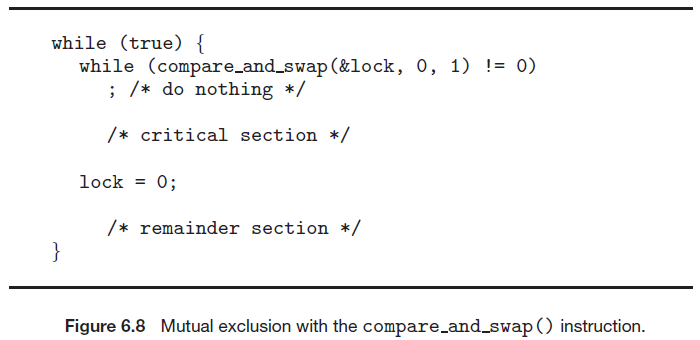 while (true) {
while (compare_and_swap(&lock, 0, 1) != 0)
; /* do nothing */
/* critical section */
lock = 0;
/* remainder section */
}
Figure 6.8 Mutual exclusion with the compare_and_swap() instruction.